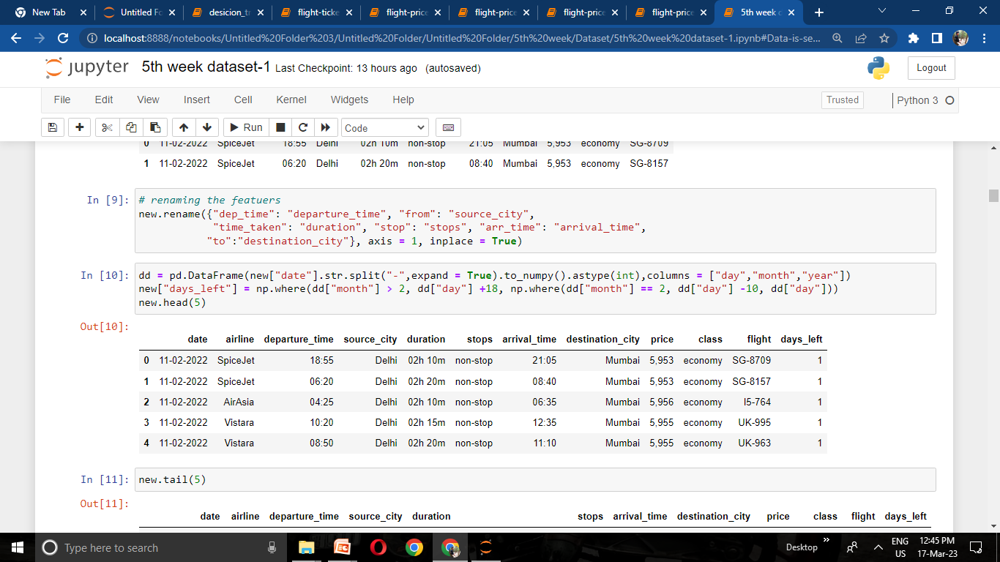 New Tab
Untitled Fo
desicion_tr
flight-ticke
flight-price
flight-price
flight-price
flight-price
5th week d
localhost:8888/notebooks/Untitled%20Folder%203/Untitled%20Folder/Untitled%20Folder/5th%20week/Dataset/5th%20week%20dataset-1.ipynb#Data-is-se...
jupyter 5th week dataset-1 Last Checkpoint: 13 hours ago (autosaved)
Logout
File Edit View Insert Cell Kernel Widgets Help
Trusted Python 3
Run Code
0 11-02-2022 SpiceJet 18:55 Delhi 02h 10m non-stop 21:05 Mumbai 5,953 economy SG-8709
1 11-02-2022 SpiceJet 06:20 Delhi 02h 20m non-stop 08:40 Mumbai 5,953 economy SG-8157
In [9]: # renaming the featuers
new.rename({"dep_time": "departure_time", "from": "source_city",
"time_taken": "duration", "stop": "stops", "arr_time": "arrival_time",
"to":"destination_city"}, axis = 1, inplace = True)
In [10]: dd = pd.DataFrame(new["date"].str.split("-",expand = True).to_numpy().astype(int),columns = ["day","month","year"])
new["days_left"] = np.where(dd["month"] > 2, dd["day"] +18, np.where(dd["month"] == 2, dd["day"] -10, dd["day"]))
new.head(5)
Out[10]:
date airline departure_time source_city duration stops arrival_time destination_city price class flight days_left
0 11-02-2022 SpiceJet 18:55 Delhi 02h 10m non-stop 21:05 Mumbai 5,953 economy SG-8709 1
1 11-02-2022 SpiceJet 06:20 Delhi 02h 20m non-stop 08:40 Mumbai 5,953 economy SG-8157 1
2 11-02-2022 AirAsia 04:25 Delhi 02h 10m non-stop 06:35 Mumbai 5,956 economy I5-764 1
3 11-02-2022 Vistara 10:20 Delhi 02h 15m non-stop 12:35 Mumbai 5,955 economy UK-995 1
4 11-02-2022 Vistara 08:50 Delhi 02h 20m non-stop 11:10 Mumbai 5,955 economy UK-963 1
In [11]: new.tail(5)
Out[11]:
date airline departure_time source_city duration stops arrival_time destination_city price class flight days_left
Type here to search
Desktop
ENG
US
12:45 PM
17-Mar-23